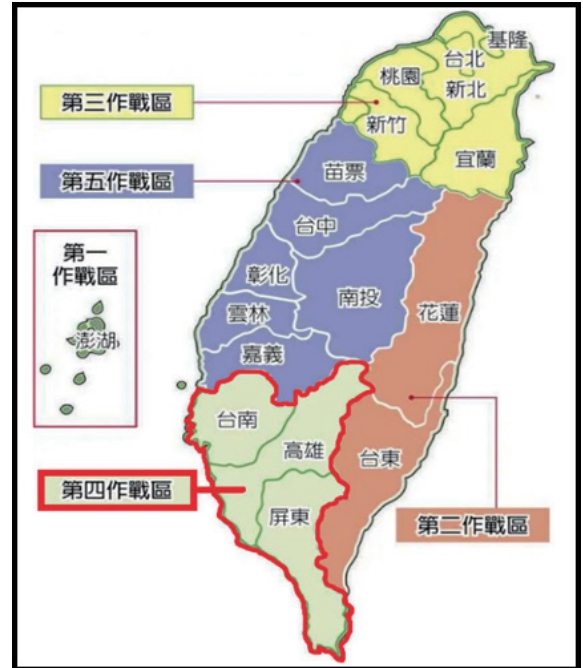 基隆
台北
桃園
新北
第三作戰區
新竹
宜蘭
苗票
第五作戰區
台中
第一
作戰區
彰化
南投
花蓮
雲林
澎湖
嘉義
台南
高雄
台東
第四作戰區
屏東
第二作戰區